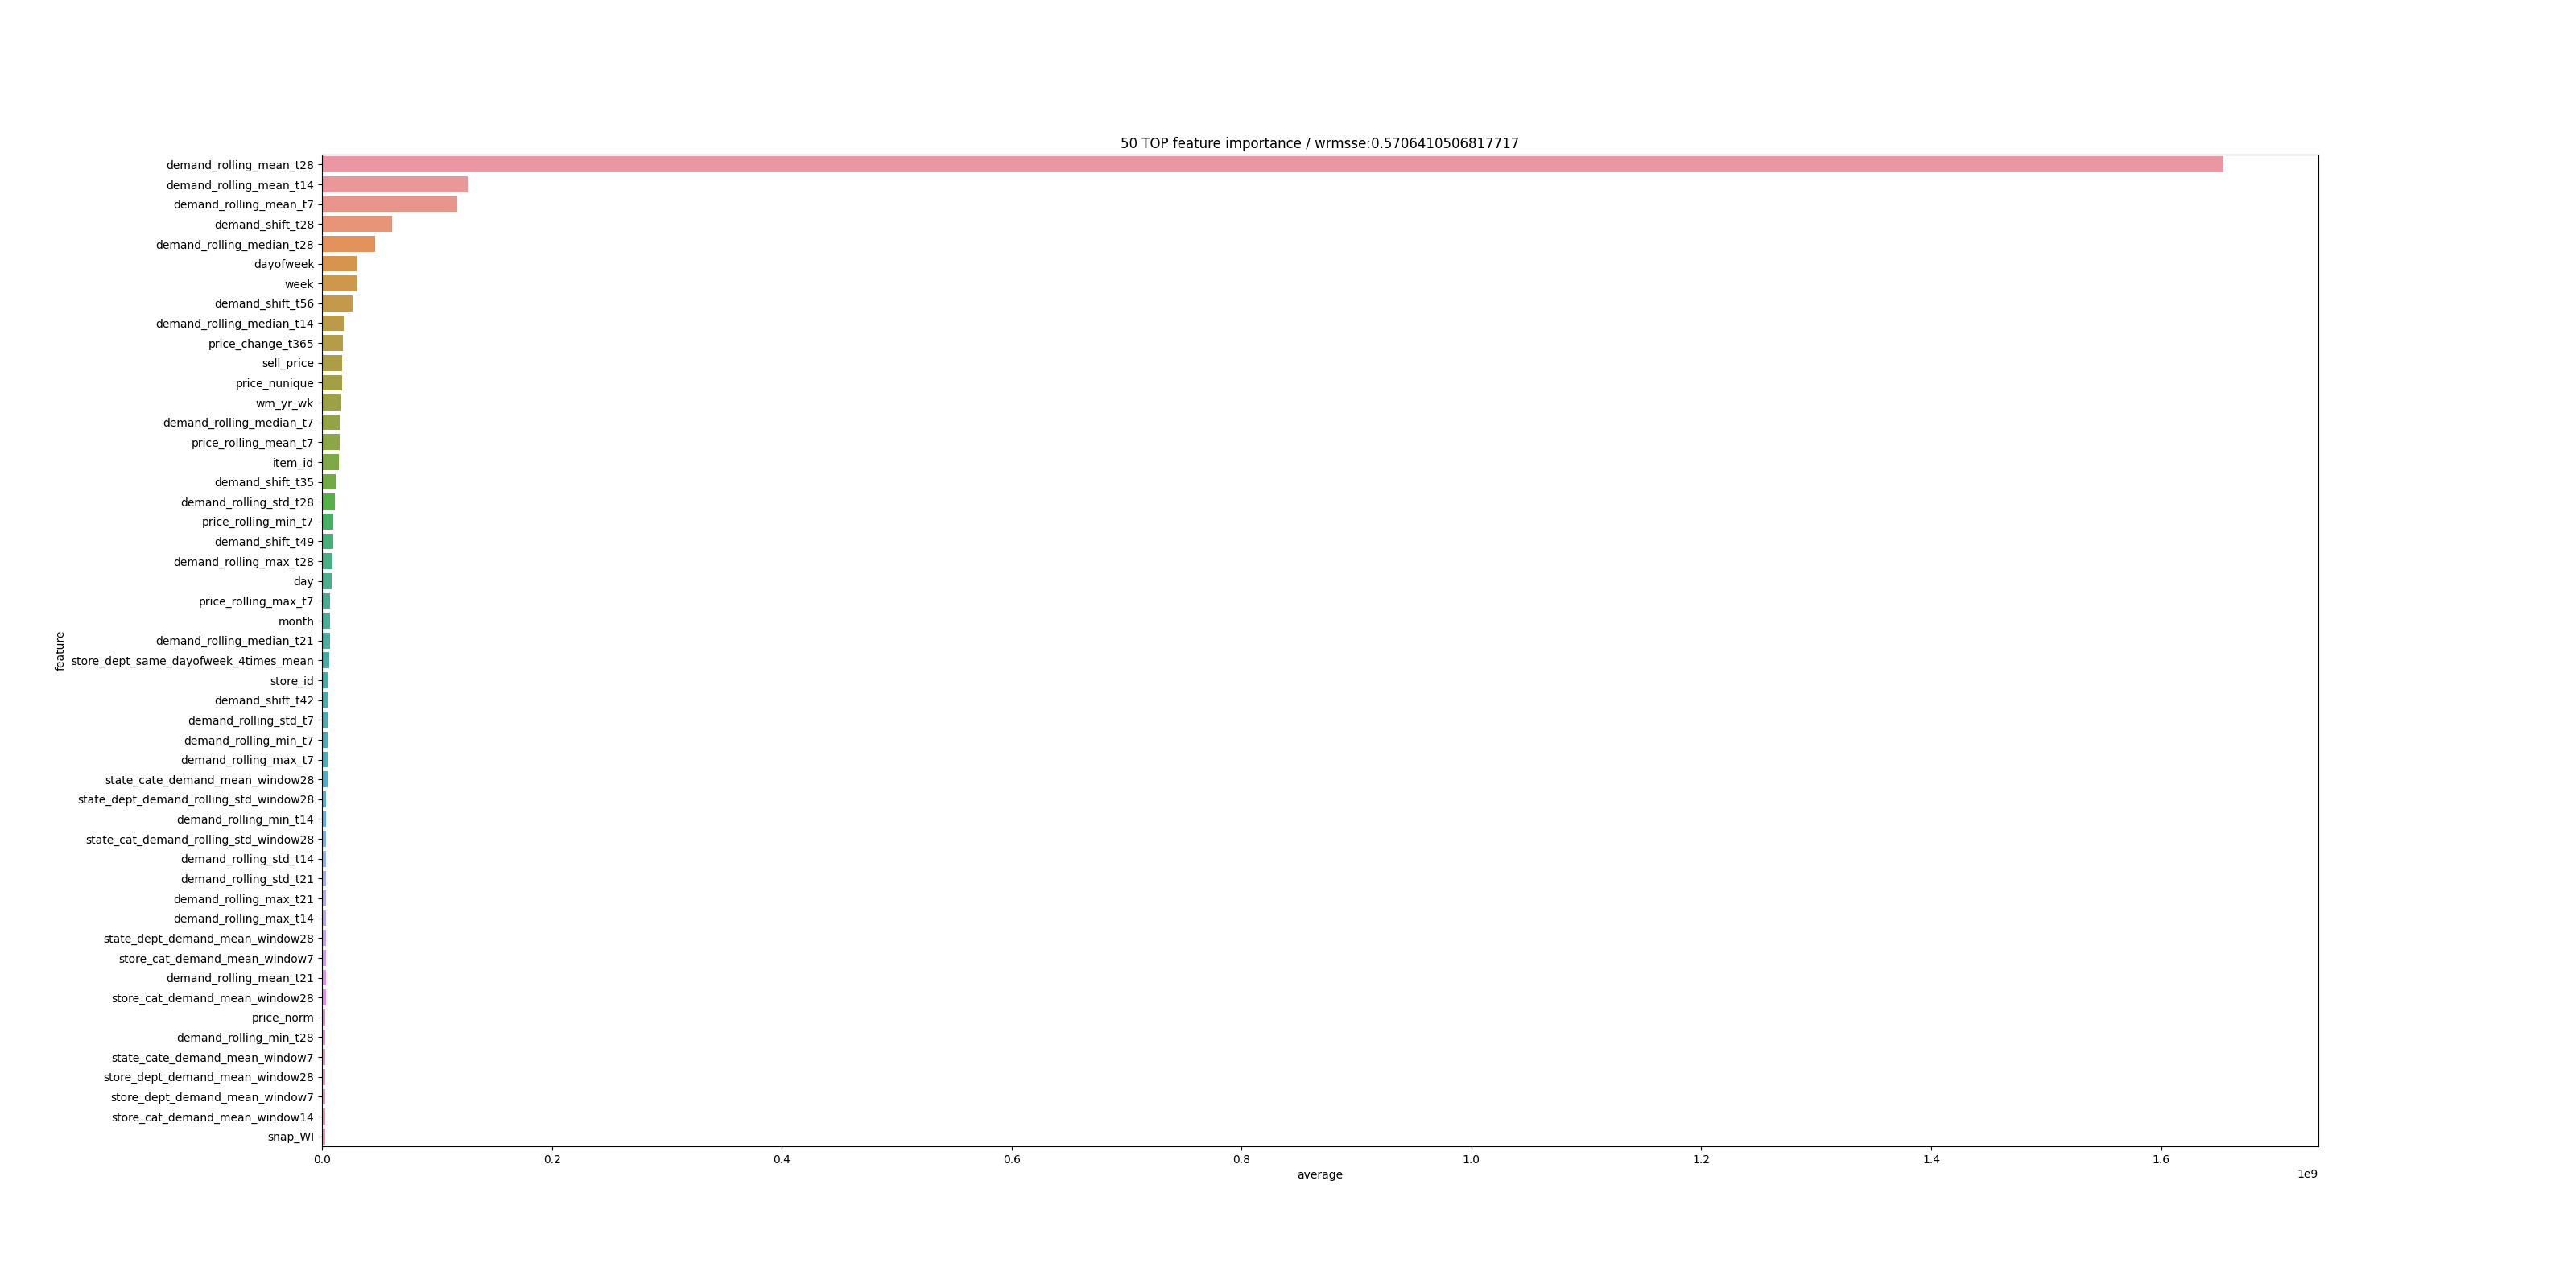 50 TOP feature importance / wrmsse:0.5706410506817717
demand_rolling_mean_t28
demand_rolling_mean_t14
demand_rolling_mean_t7
demand_shift_t28
demand_rolling_median_t28
dayofweek
week
demand_shift_t56
demand_rolling_median_t14
price_change_t365
sell_price
price_nunique
wm_yr_wk
demand_rolling_median_t7
price_rolling_mean_t7
item_id
demand_shift_t35
demand_rolling_std_t28
price_rolling_min_t7
demand_shift_t49
demand_rolling_max_t28
day
price_rolling_max_t7
month
demand_rolling_median_t21
store_dept_same_dayofweek_4times_mean
store_id
demand_shift_t42
demand_rolling_std_t7
demand_rolling_min_t7
demand_rolling_max_t7
state_cate_demand_mean_window28
state_dept_demand_rolling_std_window28
demand_rolling_min_t14
state_cat_demand_rolling_std_window28
demand_rolling_std_t14
demand_rolling_std_t21
demand_rolling_max_t21
demand_rolling_max_t14
state_dept_demand_mean_window28
store_cat_demand_mean_window7
demand_rolling_mean_t21
store_cat_demand_mean_window28
price_norm
demand_rolling_min_t28
state_cate_demand_mean_window7
store_dept_demand_mean_window28
store_dept_demand_mean_window7
store_cat_demand_mean_window14
snap_WI
feature
0.0 0.2 0.4 0.6 0.8 1.0 1.2 1.4 1.6
average
1e9